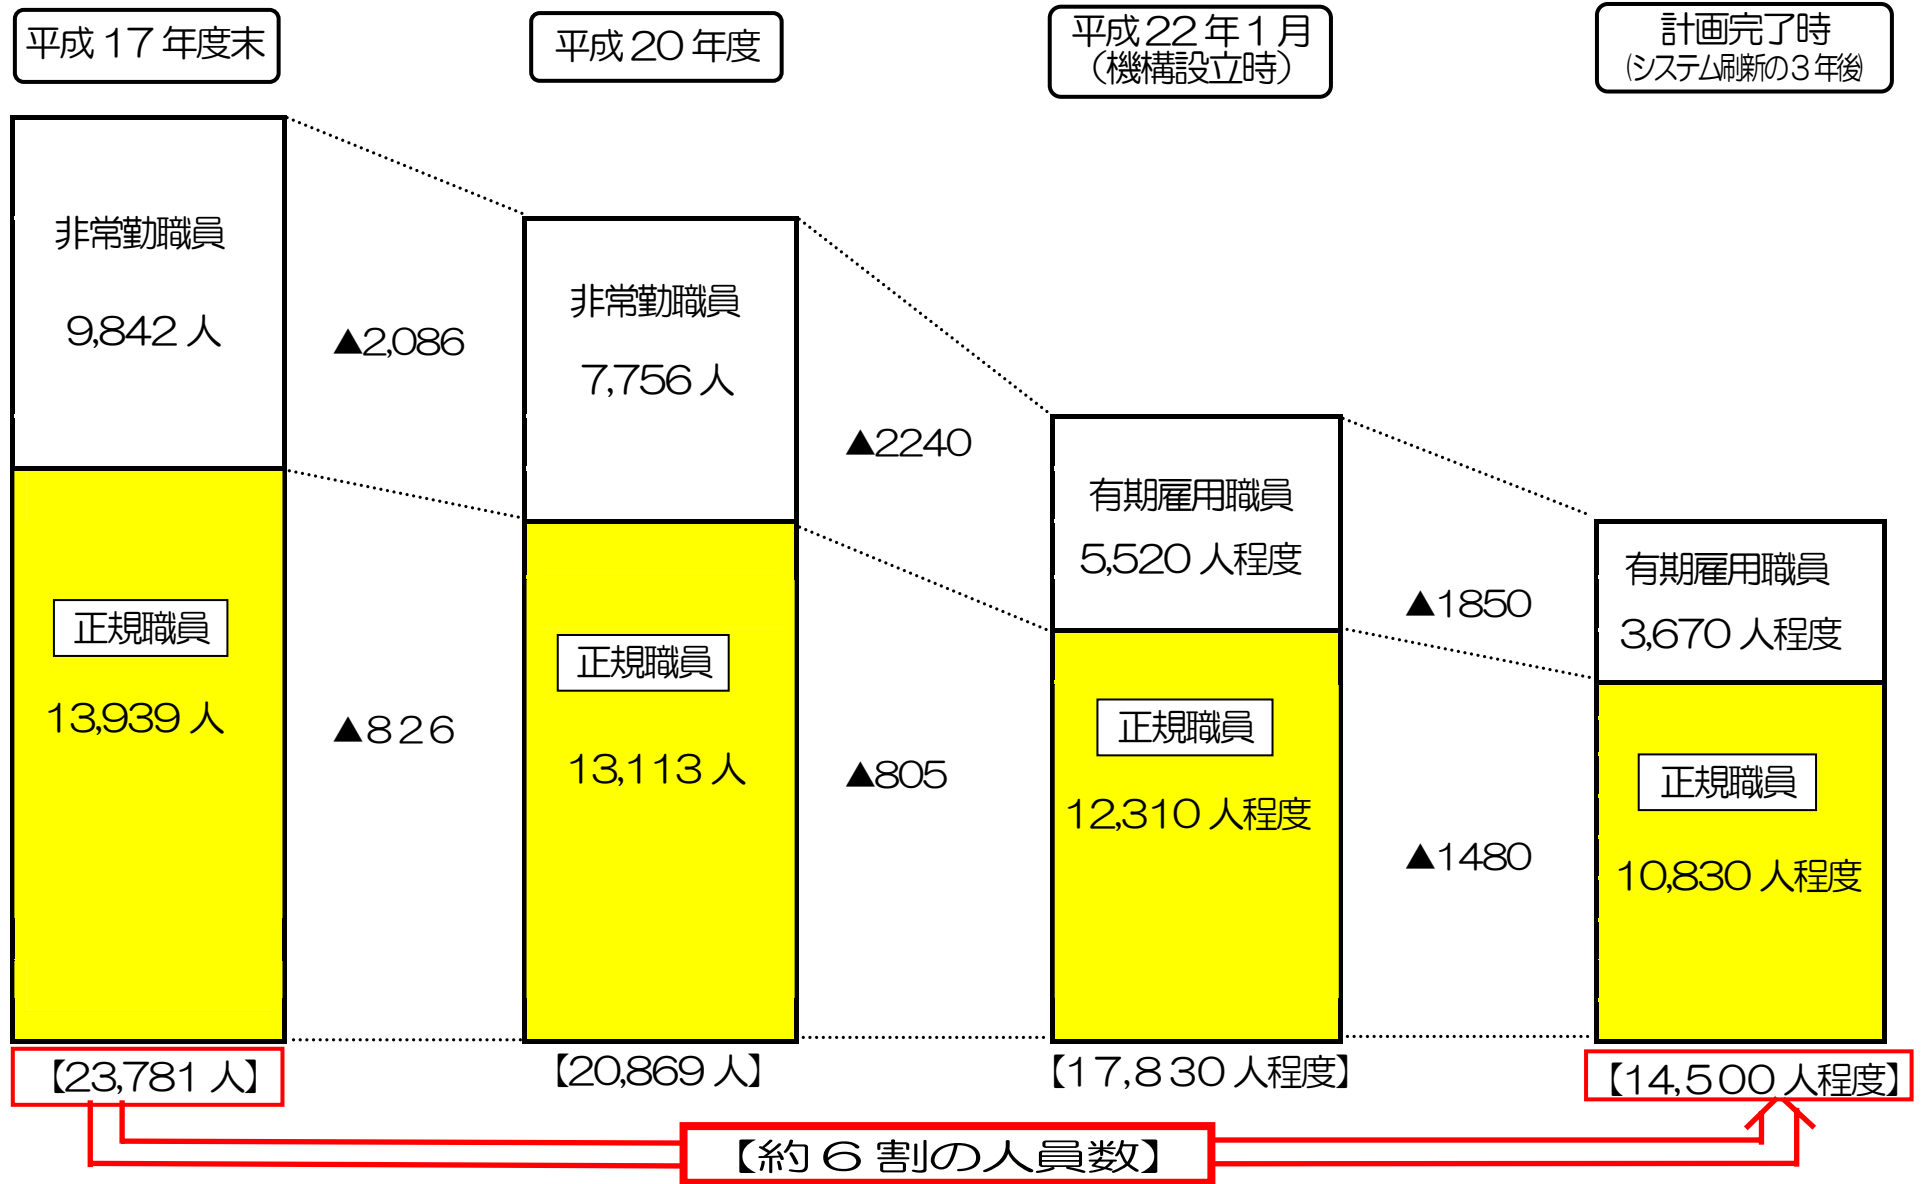 平成17年度末
平成20年度
平成22年1月
（機構設立時）
計画完了時
(システム刷新の3年後)
非常勤職員
9,842人
▲2,086
非常勤職員
7,756人
▲2240
有期雇用職員
5,520人程度
▲1850
有期雇用職員
3,670人程度
正規職員
13,939人
▲826
正規職員
13,113人
▲805
正規職員
12,310人程度
▲1480
正規職員
10,830人程度
【23,781人】
【20,869人】
【17,830人程度】
【14,500人程度】
【約6割の人員数】